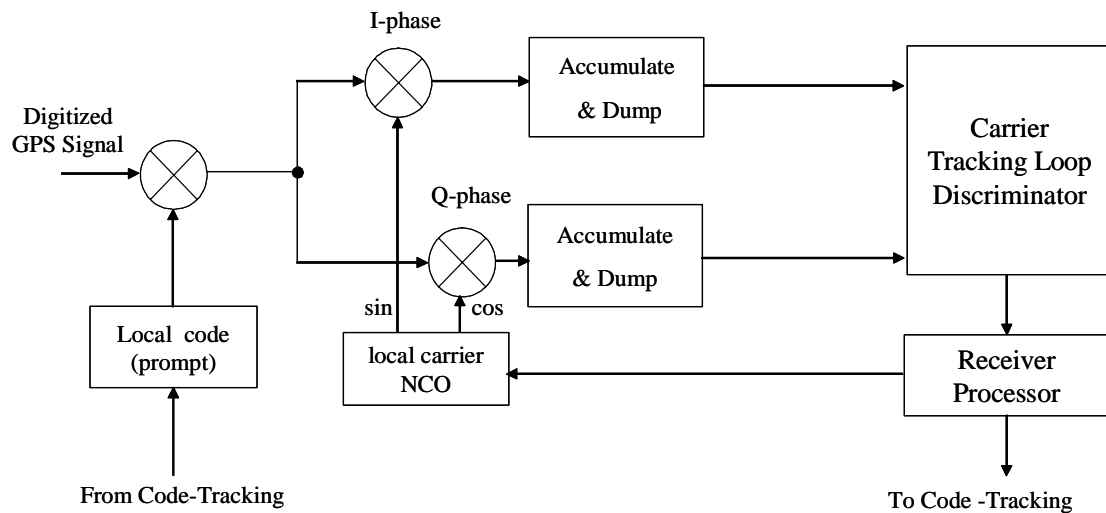 I-phase
Accumulate
& Dump
Digitized
GPS Signal
Carrier
Tracking Loop
Discriminator
Q-phase
Accumulate
& Dump
sin
cos
Local code
(prompt)
local carrier
NCO
Receiver
Processor
From Code-Tracking
To Code -Tracking